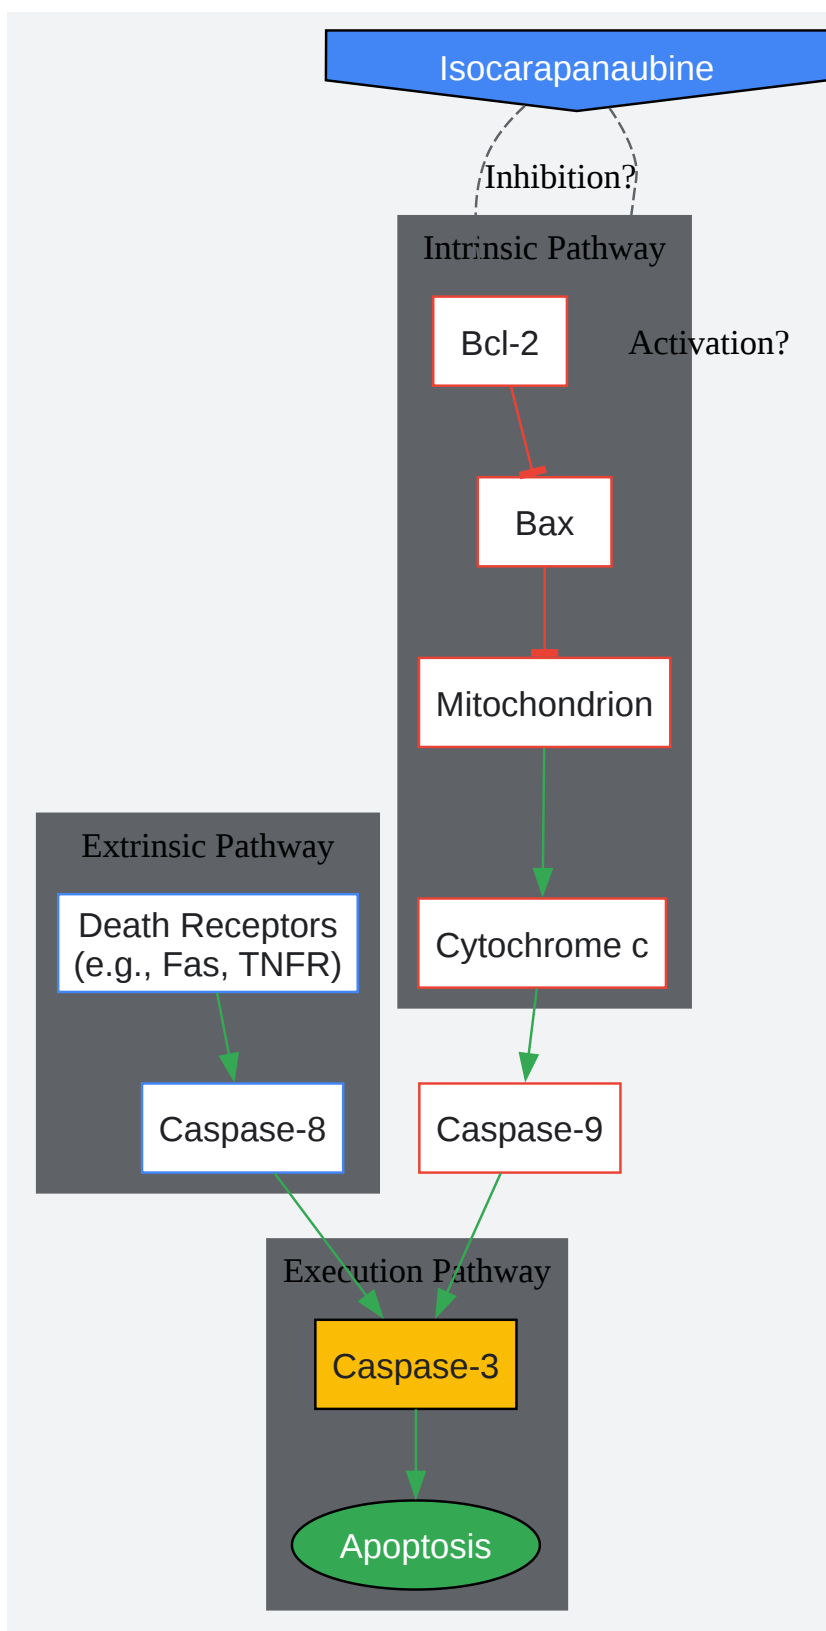 Isocarapanaubine
Inhibition?
Intrinsic Pathway
Bcl-2
Activation?
Bax
Mitochondrion
Extrinsic Pathway
Death Receptors
(e.g., Fas, TNFR)
Cytochrome c
Caspase-8
Caspase-9
Execution Pathway
Caspase-3
Apoptosis